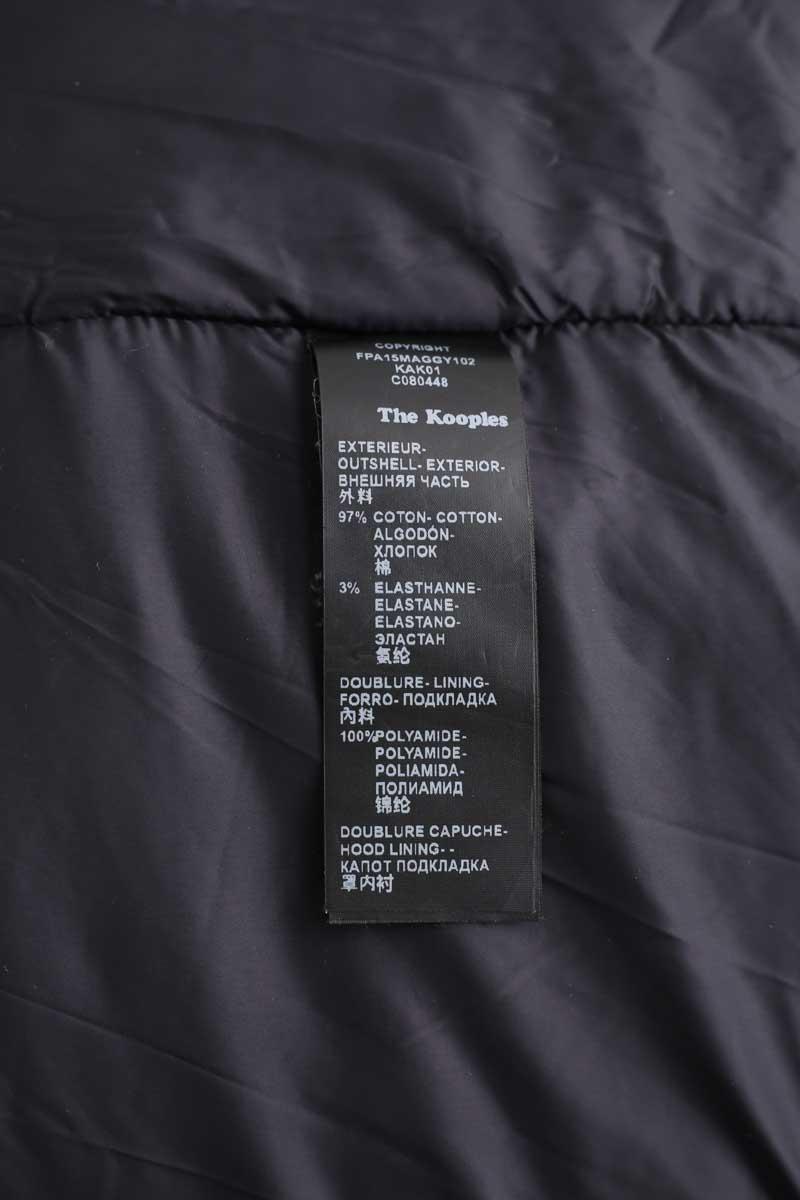 COPYRIGHT
FPA15MAGGY102
KAK01
C080448
The Kooples
EXTERIEUR-
OUTSHELL- EXTERIOR-
ВНЕШНЯЯ ЧАСТЬ
外料
97% COTON- COTTON-
ALGODÓN-
ХЛОПОК
棉
3% ELASTHANNE-
ELASTANE-
ELASTANO-
ЭЛАСТАН
氨纶
DOUBLURE- LINING-
FORRO- ПОДКЛАДКА
內料
100%POLYAMIDE-
POLYAMIDE-
POLIAMIDA-
ПОЛИАМИД
锦纶
DOUBLURE CAPUCHE-
HOOD LINING- -
КАПОТ ПОДКЛАДКА
罩内衬